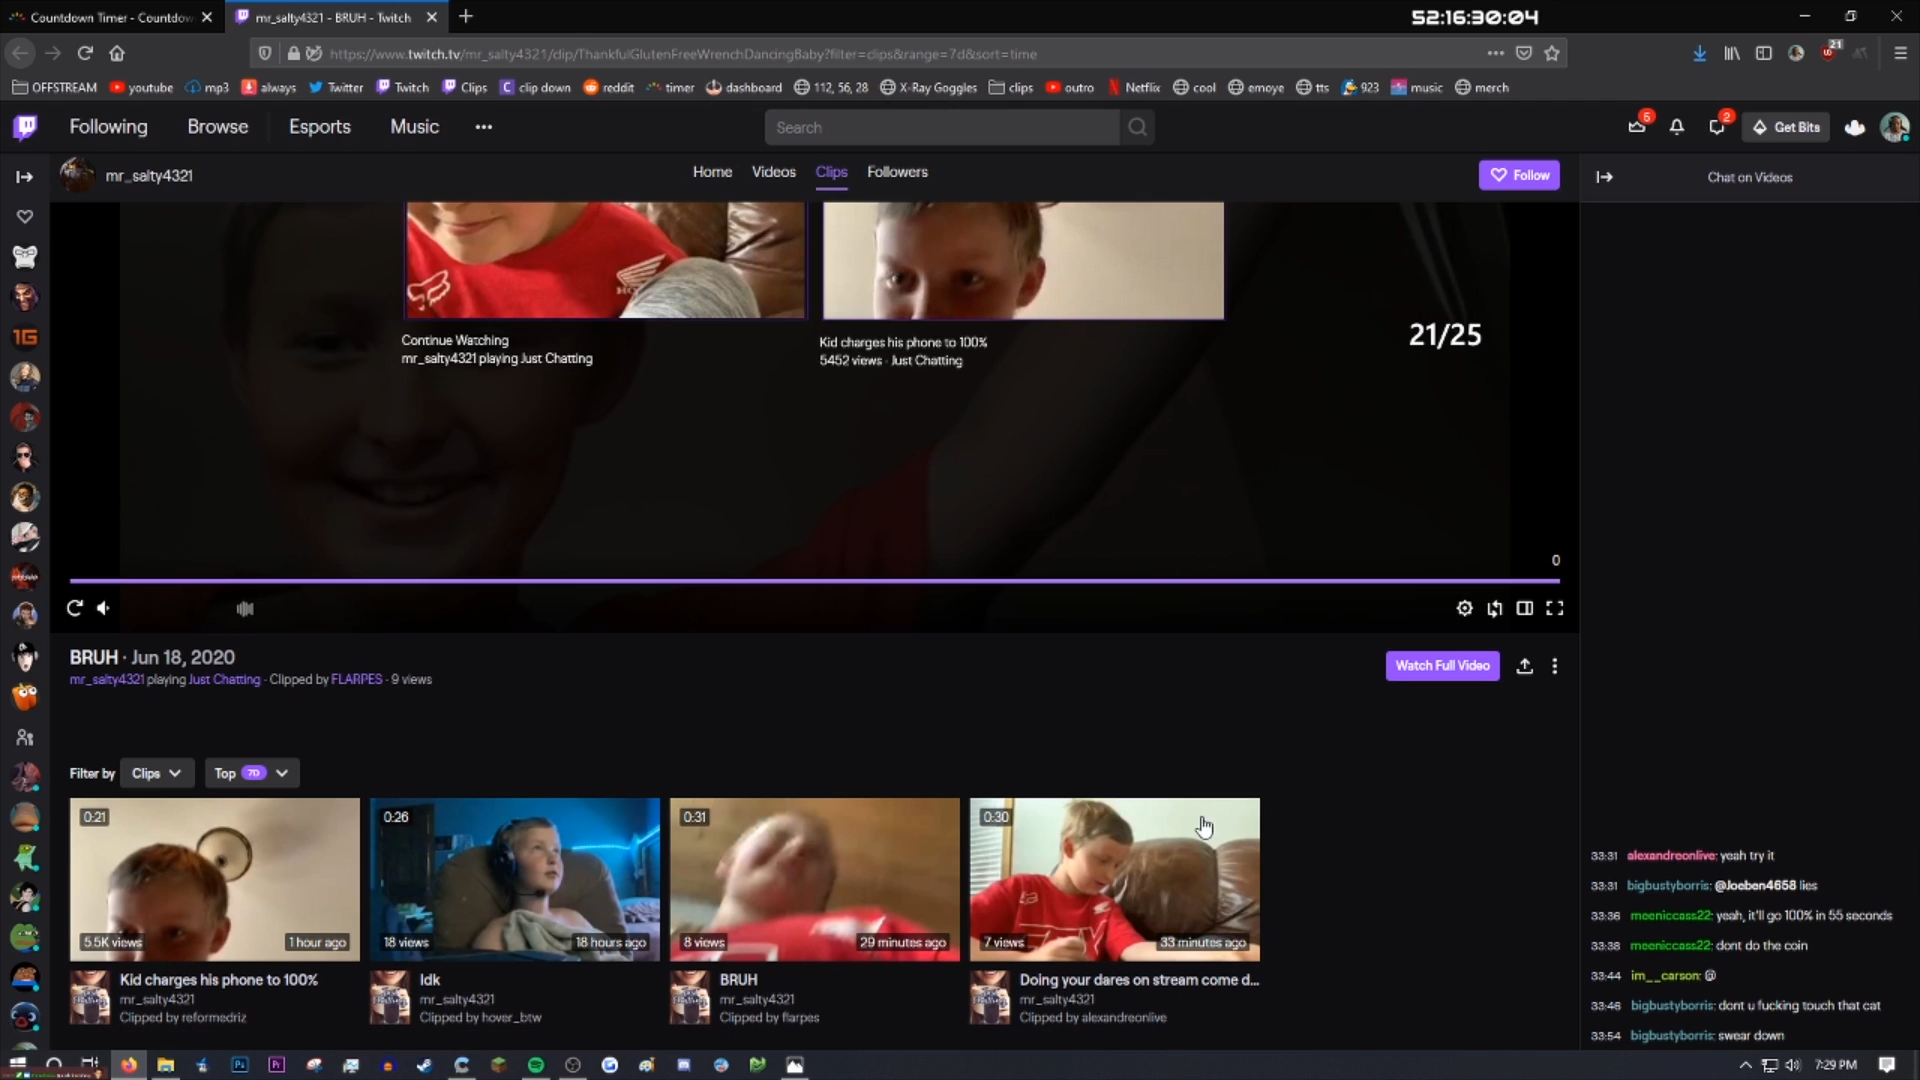 Countdown Timer - Countdow
mr_salty4321 - BRUH - Twitch
52:16:30:04
https://www.twitch.tv/mr_salty4321/clip/ThankfulGlutenFreeWrenchDancingBaby?filter=clips&range=7d&sort=time
21
OFFSTREAM
youtube
mp3
always
Twitter
Twitch
Clips
clip down
reddit
timer
dashboard
112, 56, 28
X-Ray Goggles
clips
outro
Netflix
cool
emoye
tts
923
music
merch
Following
Browse
Esports
Music
Search
6
2
Get Bits
mr_salty4321
Home
Videos
Clips
Followers
Follow
Chat on Videos
1G
Continue Watching
mr_salty4321 playing Just Chatting
Kid charges his phone to 100%
5452 views · Just Chatting
21/25
0
BRUH · Jun 18, 2020
mr_salty4321 playing Just Chatting · Clipped by FLARPES · 9 views
Watch Full Video
Filter by
Clips
Top 7D
0:21
5.5K views
1 hour ago
Kid charges his phone to 100%
mr_salty4321
Clipped by reformedriz
0:26
18 views
18 hours ago
Idk
mr_salty4321
Clipped by hover_btw
0:31
8 views
29 minutes ago
BRUH
mr_salty4321
Clipped by flarpes
0:30
7 views
33 minutes ago
Doing your dares on stream come d...
mr_salty4321
Clipped by alexandreonlive
33:31 alexandreonlive: yeah try it
33:31 bigbustyborris: @Joeben4658 lies
33:36 meeniccass22: yeah, it'll go 100% in 55 seconds
33:38 meeniccass22: dont do the coin
33:44 im__carson: @
33:46 bigbustyborris: dont u fucking touch that cat
33:54 bigbustyborris: swear down
Ps
Pr
7:29 PM